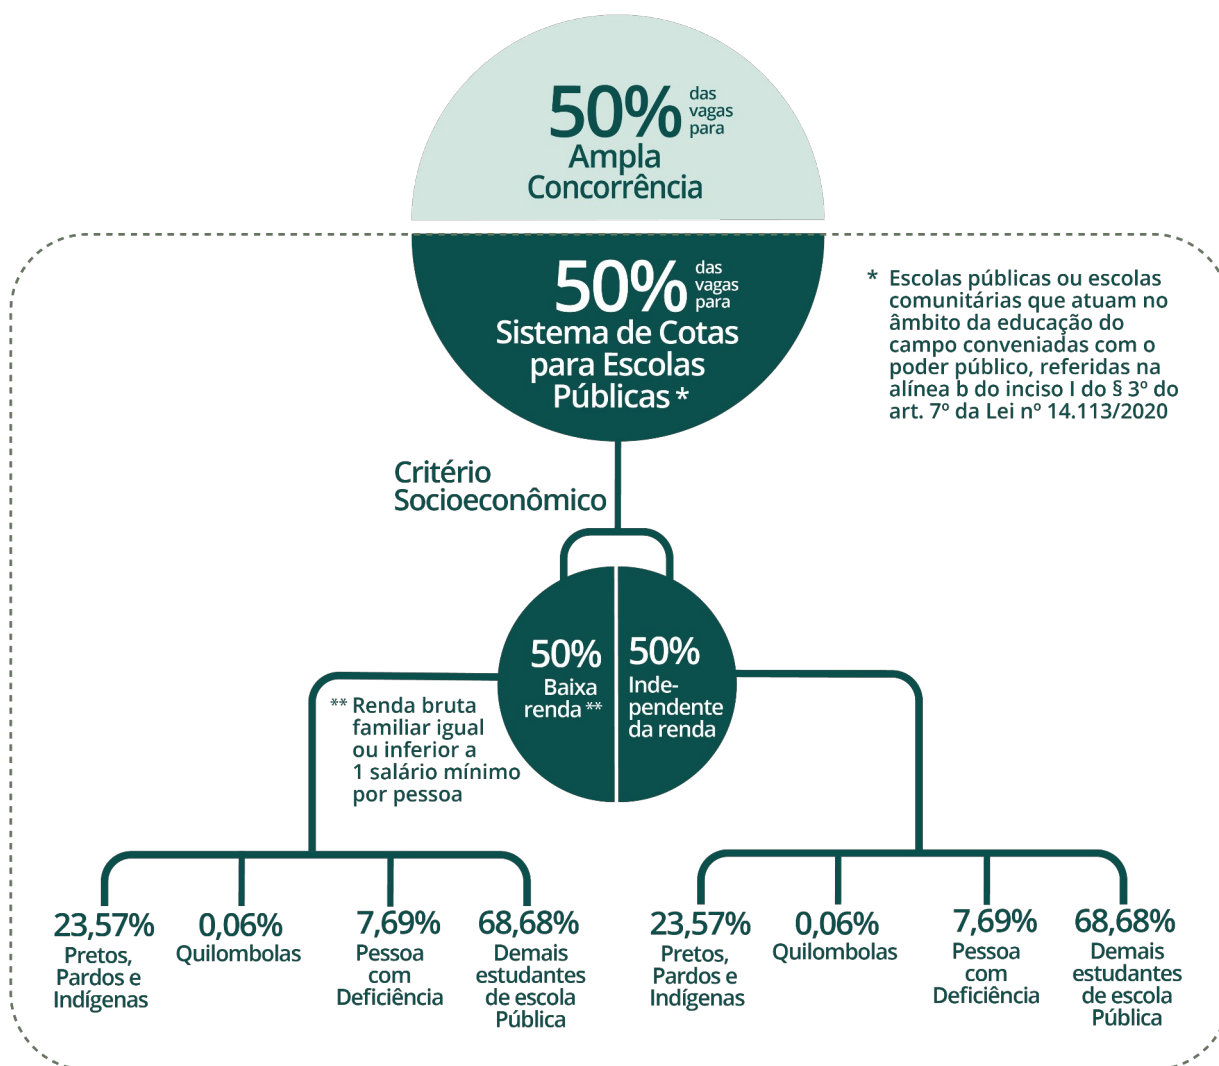 50% das
vagas
para
Ampla
Concorrência
50% das
vagas
para
Sistema de Cotas
para Escolas
Públicas *
* Escolas públicas ou escolas
comunitárias que atuam no
âmbito da educação do
campo conveniadas com o
poder público, referidas na
alínea b do inciso I do § 3º do
art. 7º da Lei nº 14.113/2020
Critério
Socioeconômico
50%
Baixa
renda **
50%
Inde-
pendente
da renda
** Renda bruta
familiar igual
ou inferior a
1 salário mínimo
por pessoa
23,57%
Pretos,
Pardos e
Indígenas
0,06%
Quilombolas
7,69%
Pessoa
com
Deficiência
68,68%
Demais
estudantes
de escola
Pública
23,57%
Pretos,
Pardos e
Indígenas
0,06%
Quilombolas
7,69%
Pessoa
com
Deficiência
68,68%
Demais
estudantes
de escola
Pública